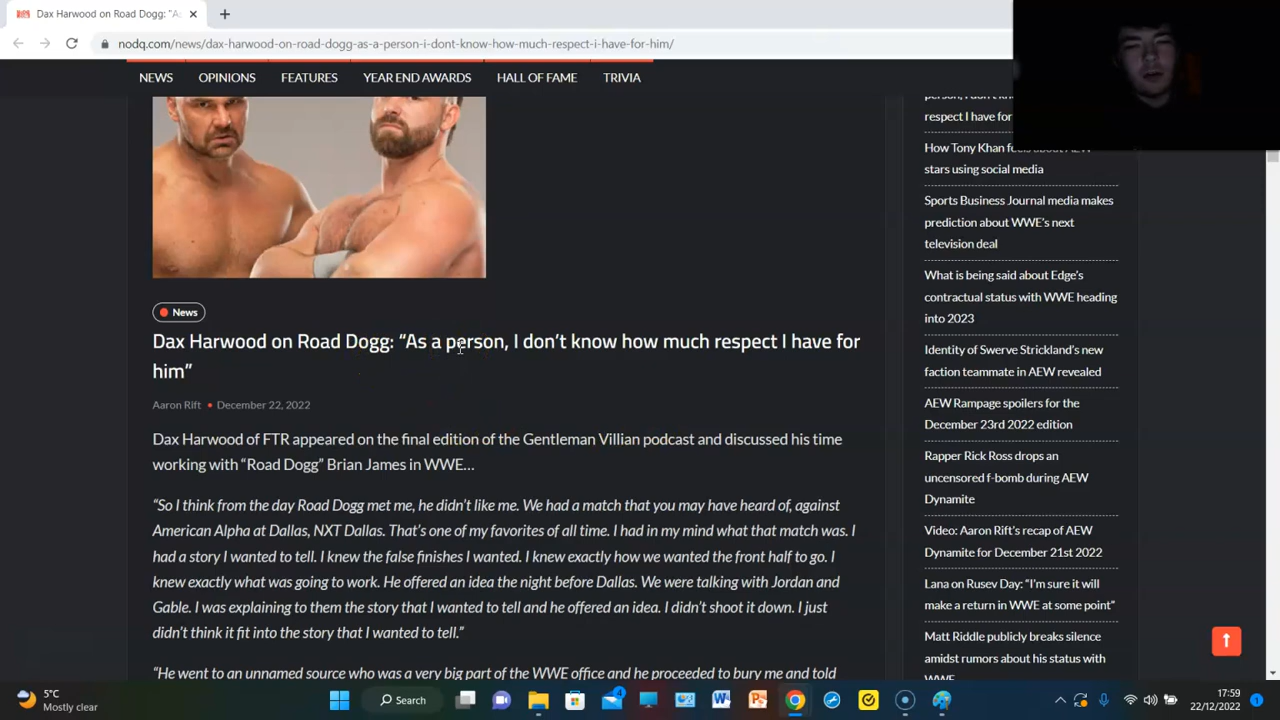 Dax Harwood on Road Dogg: "As
nodq.com/news/dax-harwood-on-road-dogg-as-a-person-i-dont-know-how-much-respect-i-have-for-him/
NEWS OPINIONS FEATURES YEAR END AWARDS HALL OF FAME TRIVIA
News
Dax Harwood on Road Dogg: “As a person, I don’t know how much respect I have for
him”
Aaron Rift • December 22, 2022
Dax Harwood of FTR appeared on the final edition of the Gentleman Villian podcast and discussed his time
working with “Road Dogg” Brian James in WWE…
“So I think from the day Road Dogg met me, he didn’t like me. We had a match that you may have heard of, against
American Alpha at Dallas, NXT Dallas. That’s one of my favorites of all time. I had in my mind what that match was. I
had a story I wanted to tell. I knew the false finishes I wanted. I knew exactly how we wanted the front half to go. I
knew exactly what was going to work. He offered an idea the night before Dallas. We were talking with Jordan and
Gable. I was explaining to them the story that I wanted to tell and he offered an idea. I didn’t shoot it down. I just
didn’t think it fit into the story that I wanted to tell.”
“He went to an unnamed source who was a very big part of the WWE office and he proceeded to bury me and told
person, I don't know how much
respect I have for
How Tony Khan feels about AEW
stars using social media
Sports Business Journal media makes
prediction about WWE’s next
television deal
What is being said about Edge’s
contractual status with WWE heading
into 2023
Identity of Swerve Strickland’s new
faction teammate in AEW revealed
AEW Rampage spoilers for the
December 23rd 2022 edition
Rapper Rick Ross drops an
uncensored f-bomb during AEW
Dynamite
Video: Aaron Rift’s recap of AEW
Dynamite for December 21st 2022
Lana on Rusev Day: “I’m sure it will
make a return in WWE at some point”
Matt Riddle publicly breaks silence
amidst rumors about his status with
WWE
5°C
Mostly clear
Search
4
17:59
22/12/2022
1